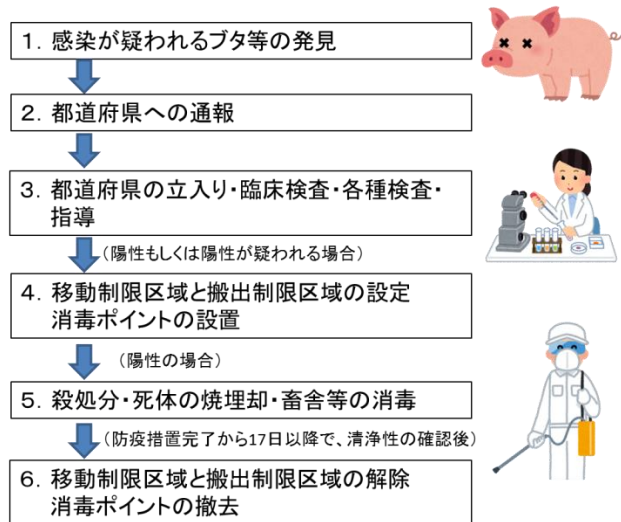 1. 感染が疑われるブタ等の発見
2. 都道府県への通報
3. 都道府県の立入り・臨床検査・各種検査・
指導
（陽性もしくは陽性が疑われる場合）
4. 移動制限区域と搬出制限区域の設定
消毒ポイントの設置
（陽性の場合）
5. 殺処分・死体の焼埋却・畜舎等の消毒
（防疫措置完了から17日以降で、清浄性の確認後）
6. 移動制限区域と搬出制限区域の解除
消毒ポイントの撤去